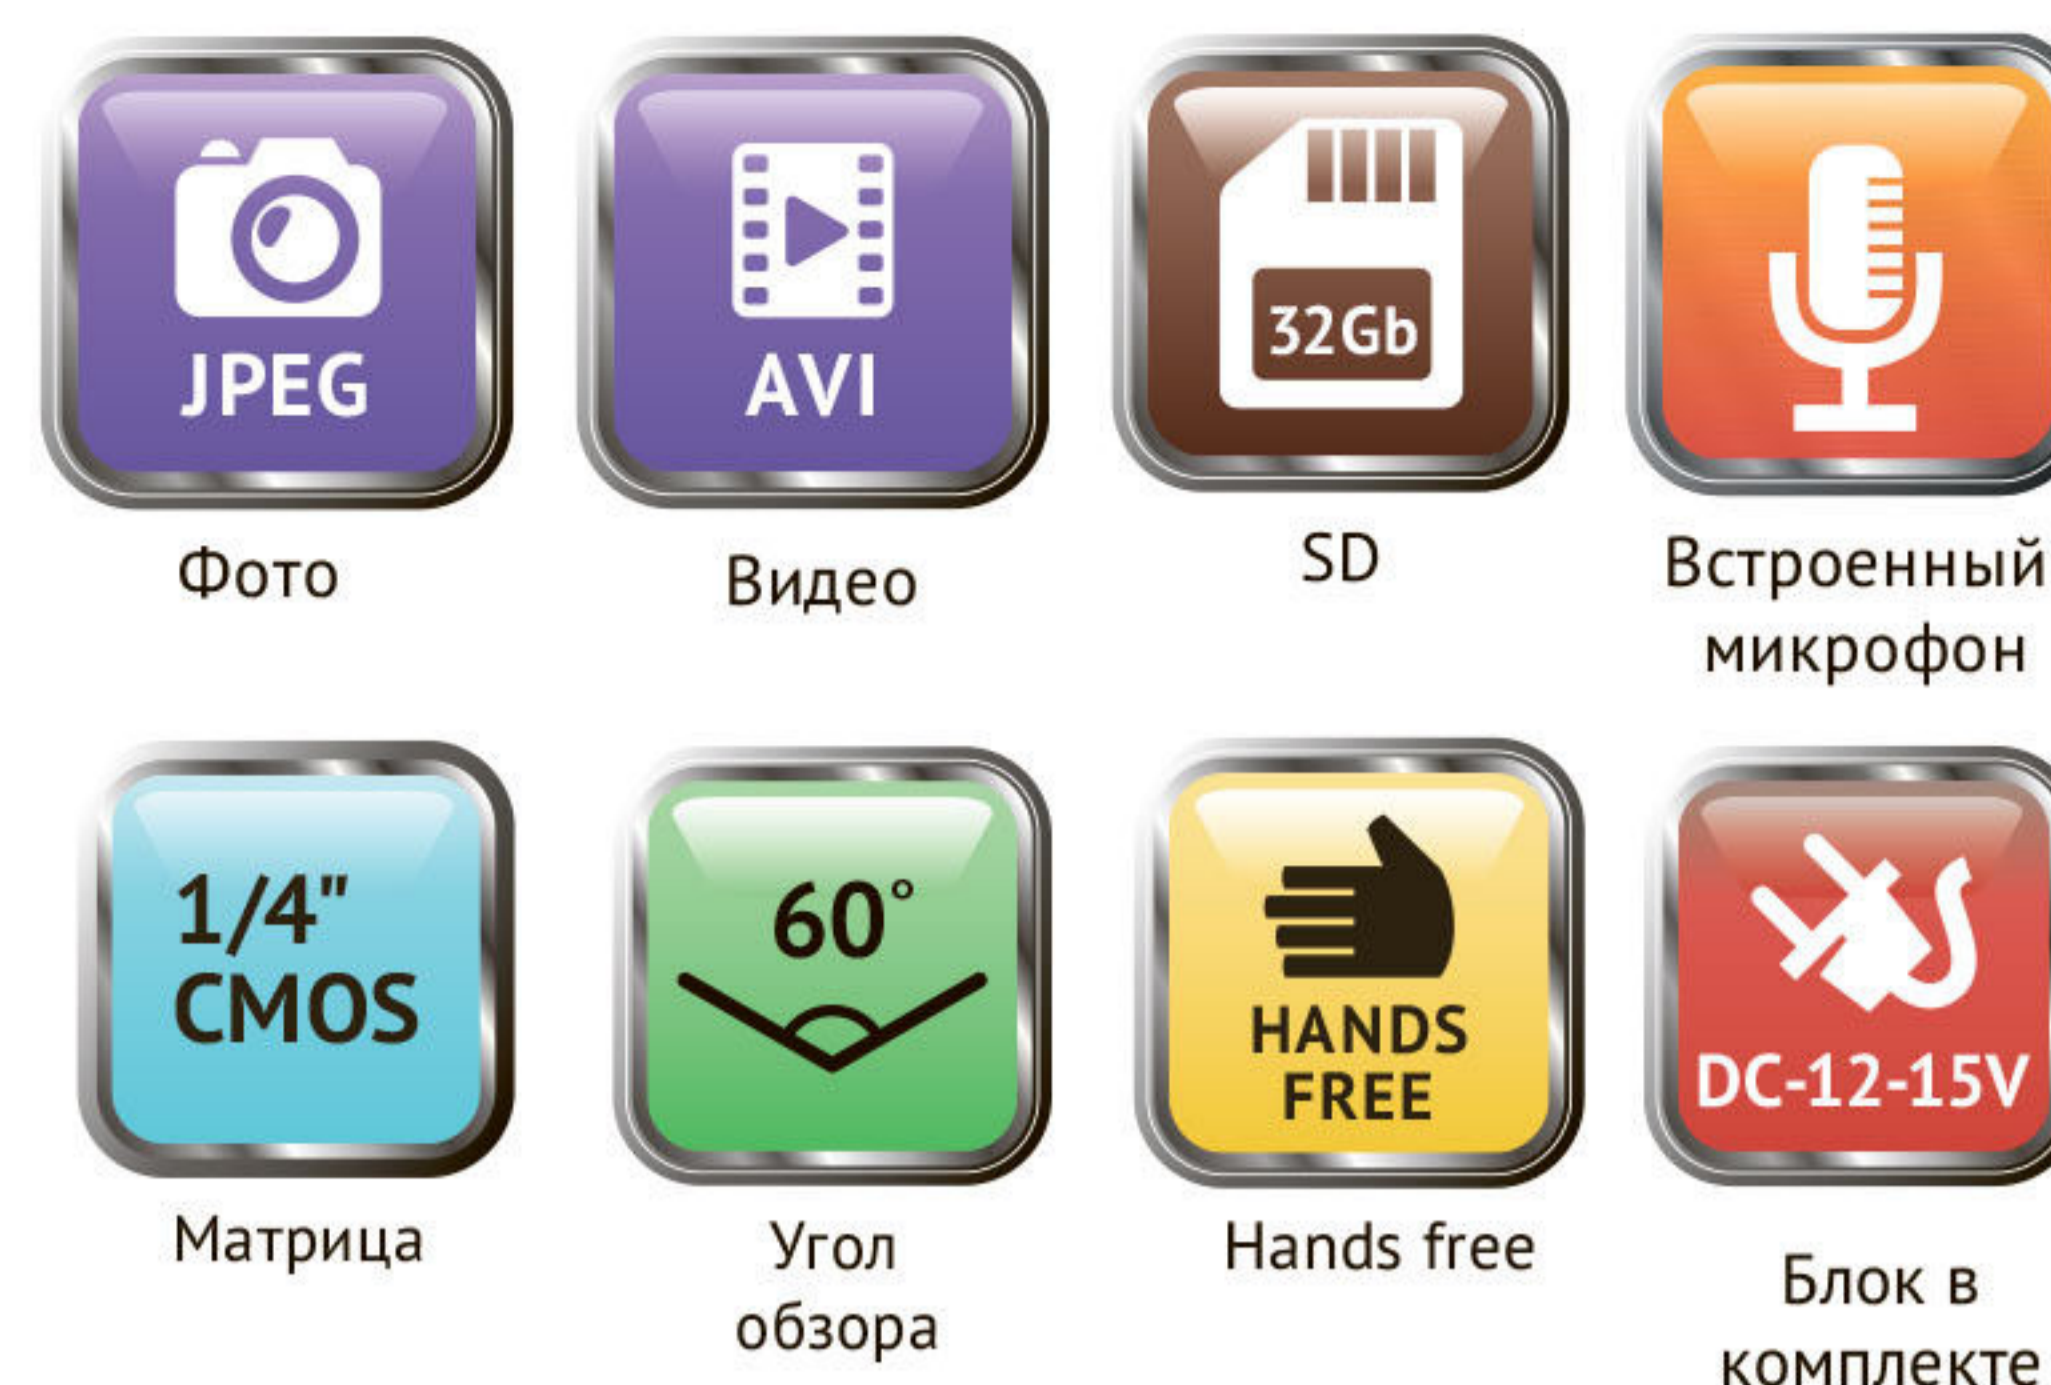 JPEG
Фото
AVI
Видео
32Gb
SD
Встроенный
микрофон
1/4"
CMOS
Матрица
60°
Угол
обзора
HANDS
FREE
Hands free
DC-12-15V
Блок в
комплекте